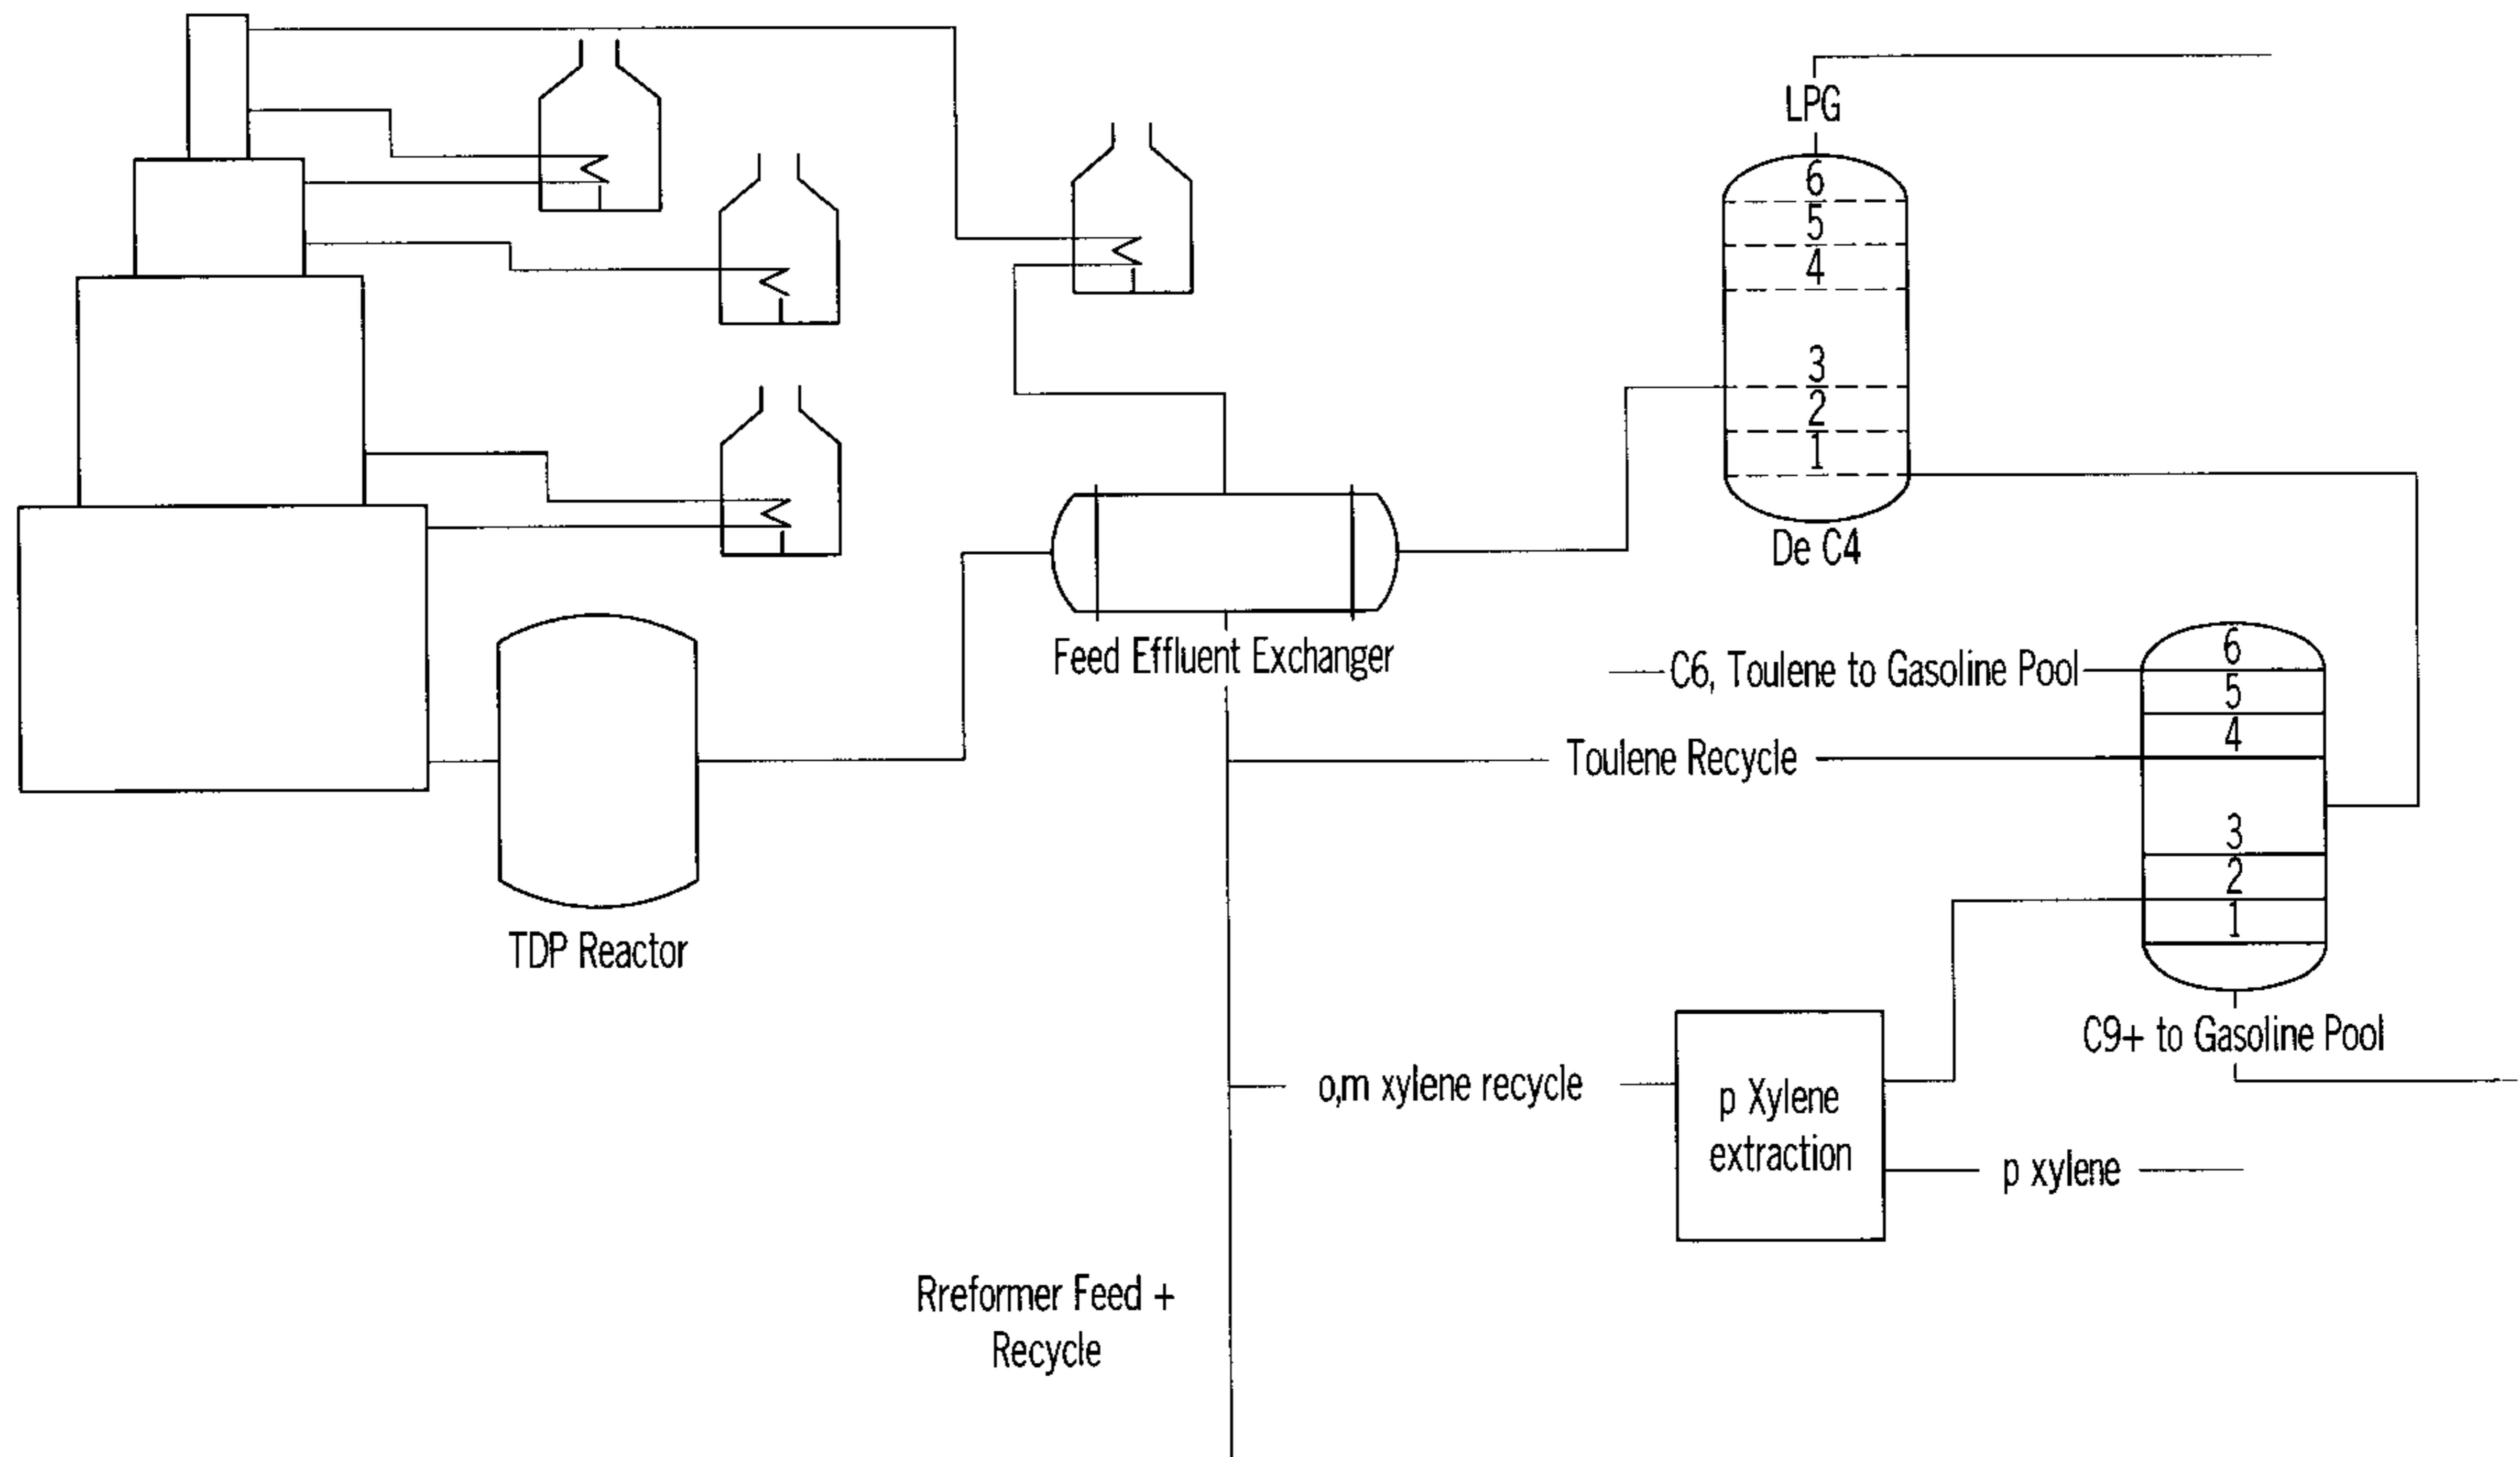 LPG
6
5
4
3
2
1
De C4
Feed Effluent Exchanger
C6, Toulene to Gasoline Pool
6
5
4
3
2
1
Toulene Recycle
TDP Reactor
C9+ to Gasoline Pool
o,m xylene recycle
p Xylene
extraction
p xylene
Rreformer Feed +
Recycle